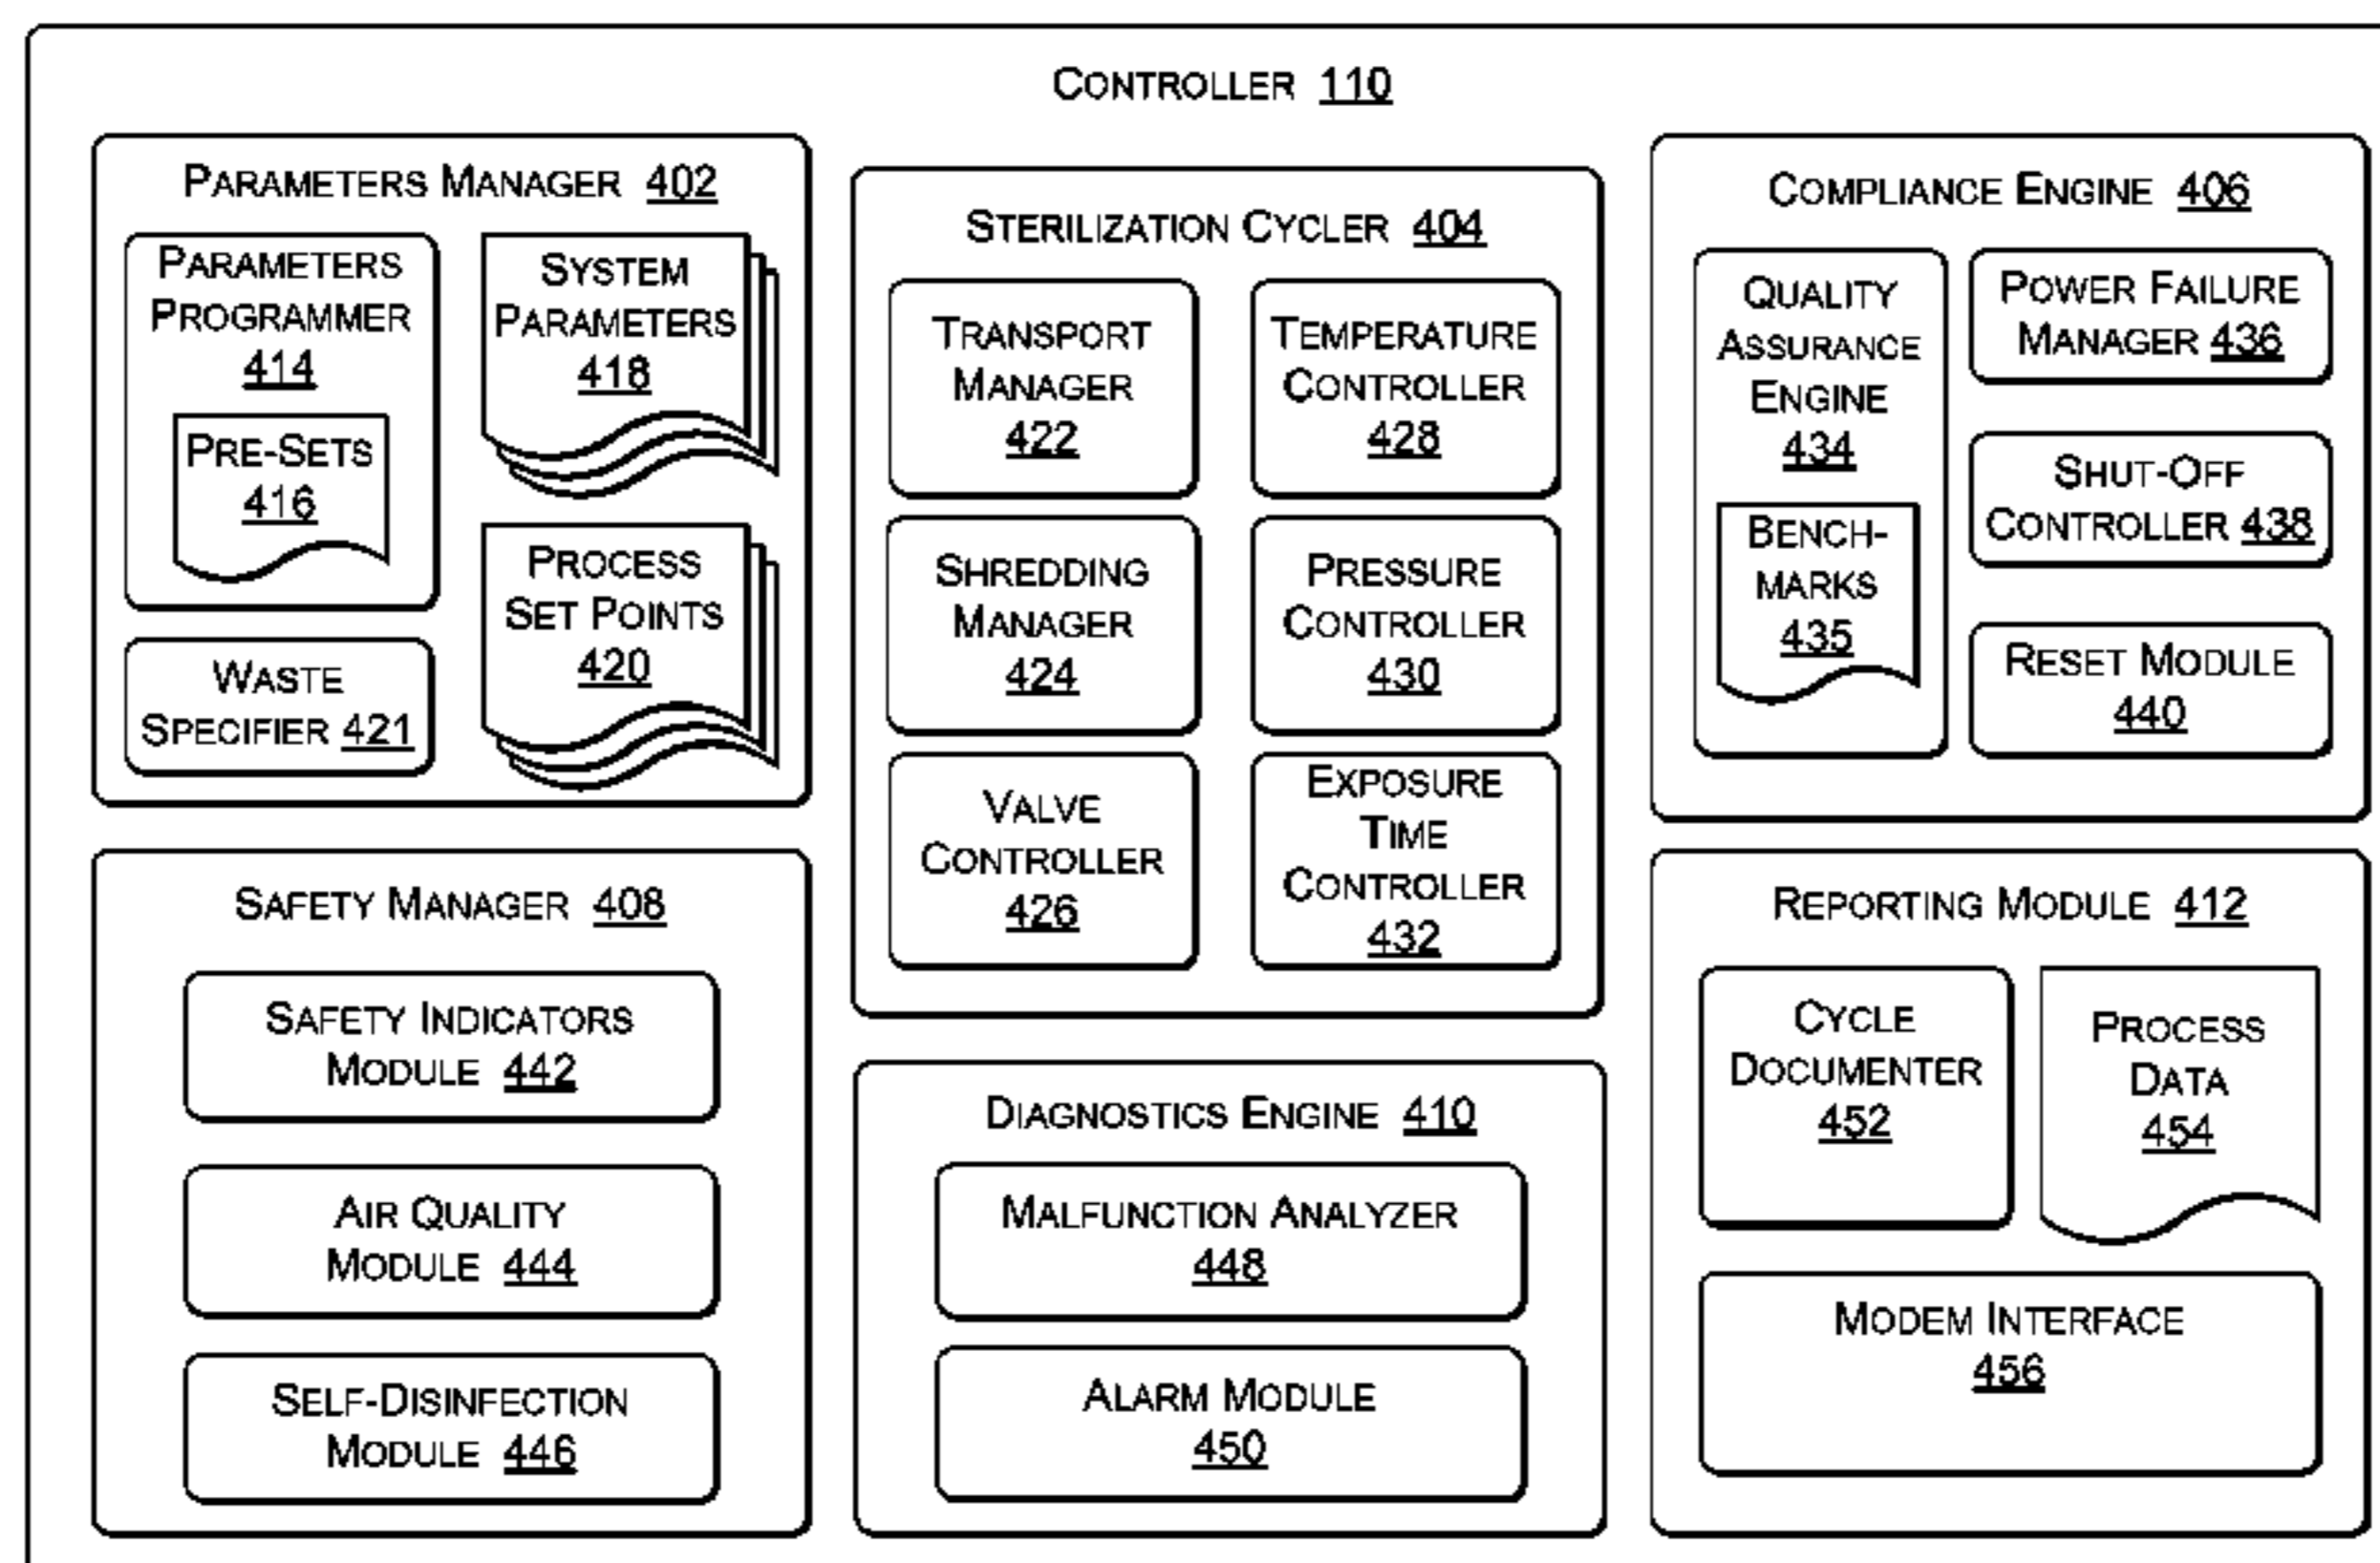 CONTROLLER 110
PARAMETERS MANAGER 402
PARAMETERS
PROGRAMMER
414
PRE-SETS
416
SYSTEM
PARAMETERS
418
PROCESS
SET POINTS
420
WASTE
SPECIFIER 421
STERILIZATION CYCLER 404
TRANSPORT
MANAGER
422
TEMPERATURE
CONTROLLER
428
SHREDDING
MANAGER
424
PRESSURE
CONTROLLER
430
VALVE
CONTROLLER
426
EXPOSURE
TIME
CONTROLLER
432
COMPLIANCE ENGINE 406
QUALITY
ASSURANCE
ENGINE
434
BENCH-
MARKS
435
POWER FAILURE
MANAGER 436
SHUT-OFF
CONTROLLER 438
RESET MODULE
440
SAFETY MANAGER 408
SAFETY INDICATORS
MODULE 442
AIR QUALITY
MODULE 444
SELF-DISINFECTION
MODULE 446
DIAGNOSTICS ENGINE 410
MALFUNCTION ANALYZER
448
ALARM MODULE
450
REPORTING MODULE 412
CYCLE
DOCUMENTER
452
PROCESS
DATA
454
MODEM INTERFACE
456